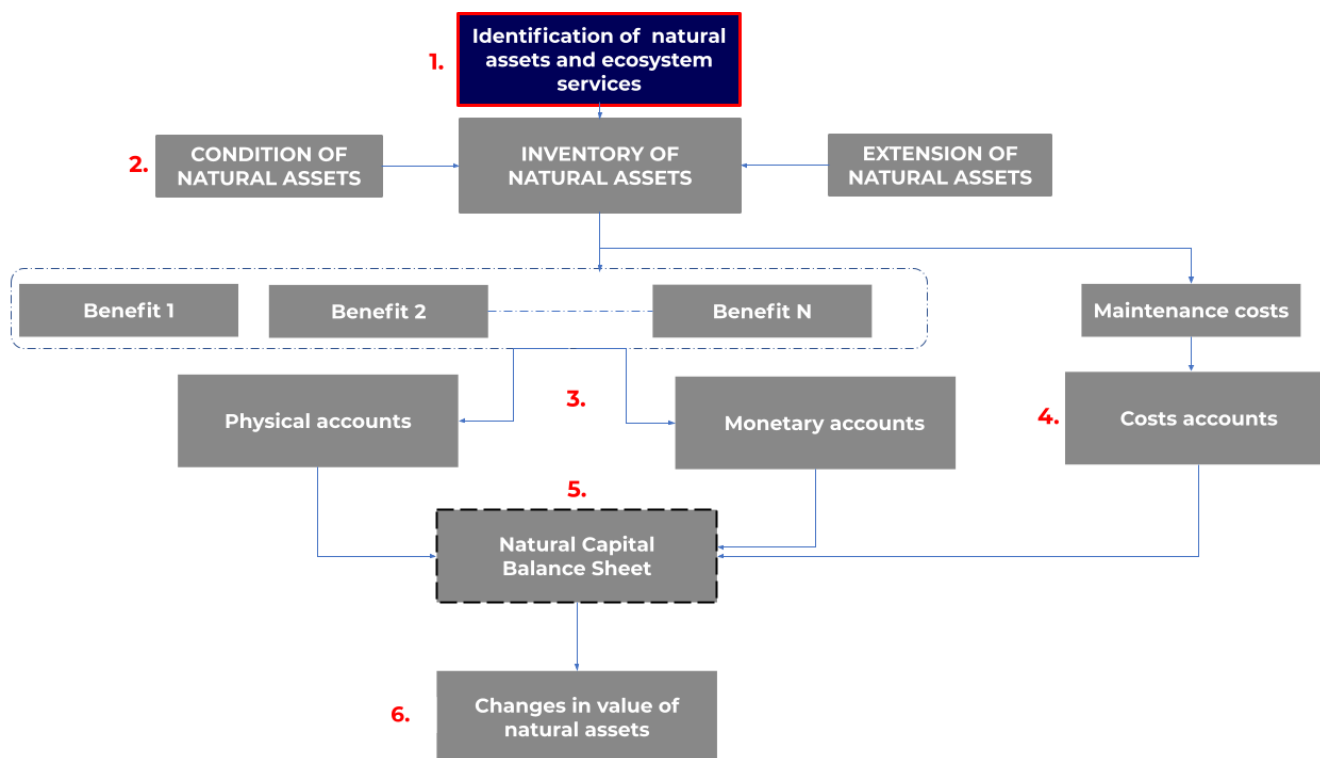 1.
Identification of natural
assets and ecosystem
services
2.
CONDITION OF
NATURAL ASSETS
INVENTORY OF
NATURAL ASSETS
EXTENSION OF
NATURAL ASSETS
Benefit 1
Benefit 2
Benefit N
Maintenance costs
Physical accounts
3.
Monetary accounts
4.
Costs accounts
5.
Natural Capital
Balance Sheet
6.
Changes in value of
natural assets